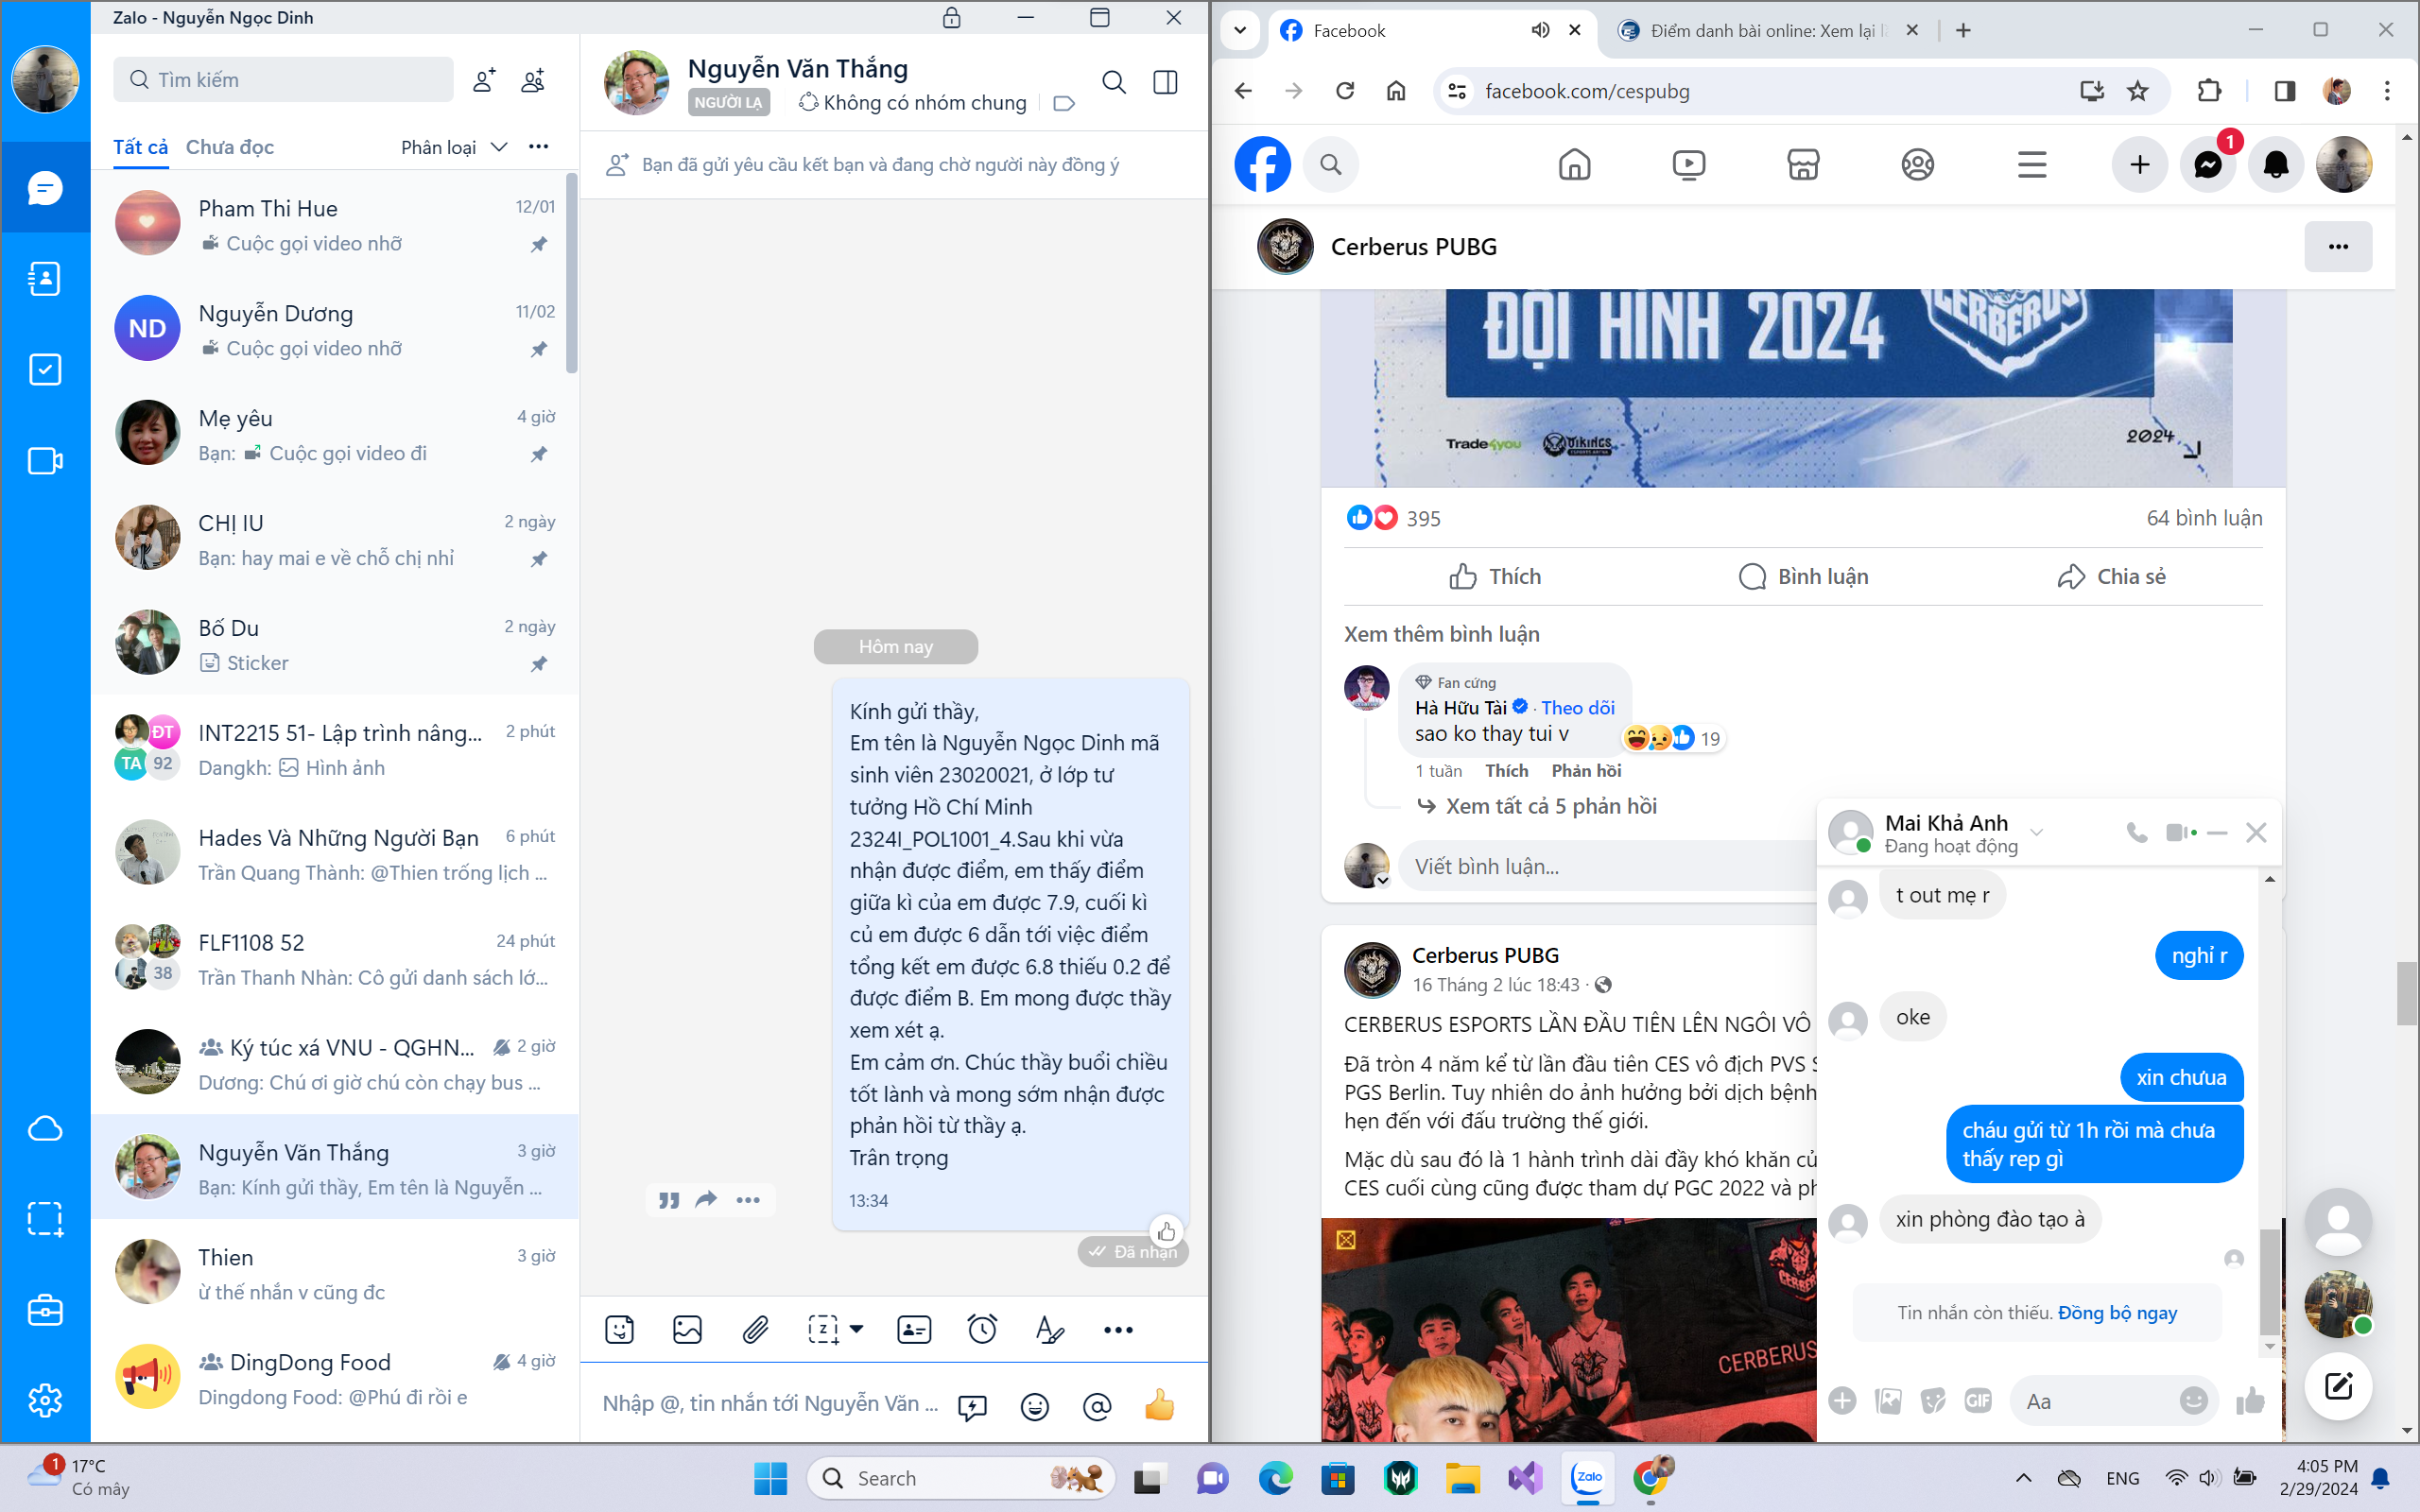 Zalo - Nguyễn Ngọc Dinh
Tìm kiếm
Tất cả
Chưa đọc
Phân loại
Pham Thi Hue
12/01
Cuộc gọi video nhỡ
ND
Nguyễn Dương
11/02
Cuộc gọi video nhỡ
Mẹ yêu
4 giờ
Bạn: Cuộc gọi video đi
CHỊ IU
2 ngày
Bạn: hay mai e về chỗ chị nhỉ
Bố Du
2 ngày
Sticker
ĐT
TA
92
INT2215 51- Lập trình nâng...
2 phút
Dangkh: Hình ảnh
Hades Và Những Người Bạn
6 phút
Trần Quang Thành: @Thien trống lịch ...
38
FLF1108 52
24 phút
Trần Thanh Nhàn: Cô gửi danh sách lớ...
Ký túc xá VNU - QGHN...
2 giờ
Dương: Chú ơi giờ chú còn chạy bus ...
Nguyễn Văn Thắng
3 giờ
Bạn: Kính gửi thầy, Em tên là Nguyễn ...
Thien
3 giờ
ừ thế nhắn v cũng đc
DingDong Food
4 giờ
Dingdong Food: @Phú đi rồi e
Nguyễn Văn Thắng
NGƯỜI LẠ
Không có nhóm chung
Bạn đã gửi yêu cầu kết bạn và đang chờ người này đồng ý
Hôm nay
Kính gửi thầy,
Em tên là Nguyễn Ngọc Dinh mã
sinh viên 23020021, ở lớp tư
tưởng Hồ Chí Minh
2324I_POL1001_4.Sau khi vừa
nhận được điểm, em thấy điểm
giữa kì của em được 7.9, cuối kì
củ em được 6 dẫn tới việc điểm
tổng kết em được 6.8 thiếu 0.2 để
được điểm B. Em mong được thầy
xem xét ạ.
Em cảm ơn. Chúc thầy buổi chiều
tốt lành và mong sớm nhận được
phản hồi từ thầy ạ.
Trân trọng
13:34
Đã nhận
Nhập @, tin nhắn tới Nguyễn Văn ...
Facebook
Điểm danh bài online: Xem lại
facebook.com/cespubg
1
Cerberus PUBG
ĐỘI HÌNH 2024
CERBERUS
Trade4you
VIKINGS
2024
395
64 bình luận
Thích
Bình luận
Chia sẻ
Xem thêm bình luận
Fan cứng
Hà Hữu Tài · Theo dõi
sao ko thay tui v
19
1 tuần
Thích
Phản hồi
Xem tất cả 5 phản hồi
Viết bình luận...
Cerberus PUBG
16 Tháng 2 lúc 18:43 ·
CERBERUS ESPORTS LẦN ĐẦU TIÊN LÊN NGÔI VÔ
Đã tròn 4 năm kể từ lần đầu tiên CES vô địch PVS
PGS Berlin. Tuy nhiên do ảnh hưởng bởi dịch bệnh
hẹn đến với đấu trường thế giới.
Mặc dù sau đó là 1 hành trình dài đầy khó khăn
CES cuối cùng cũng được tham dự PGC 2022 và
CERBERUS
Mai Khả Anh
Đang hoạt động
t out mẹ r
nghỉ r
oke
xin chưua
cháu gửi từ 1h rồi mà chưa
thấy rep gì
xin phòng đào tạo à
Tin nhắn còn thiếu. Đồng bộ ngay
GIF
Aa
1
17°C
Có mây
Search
Zalo
ENG
4:05 PM
2/29/2024